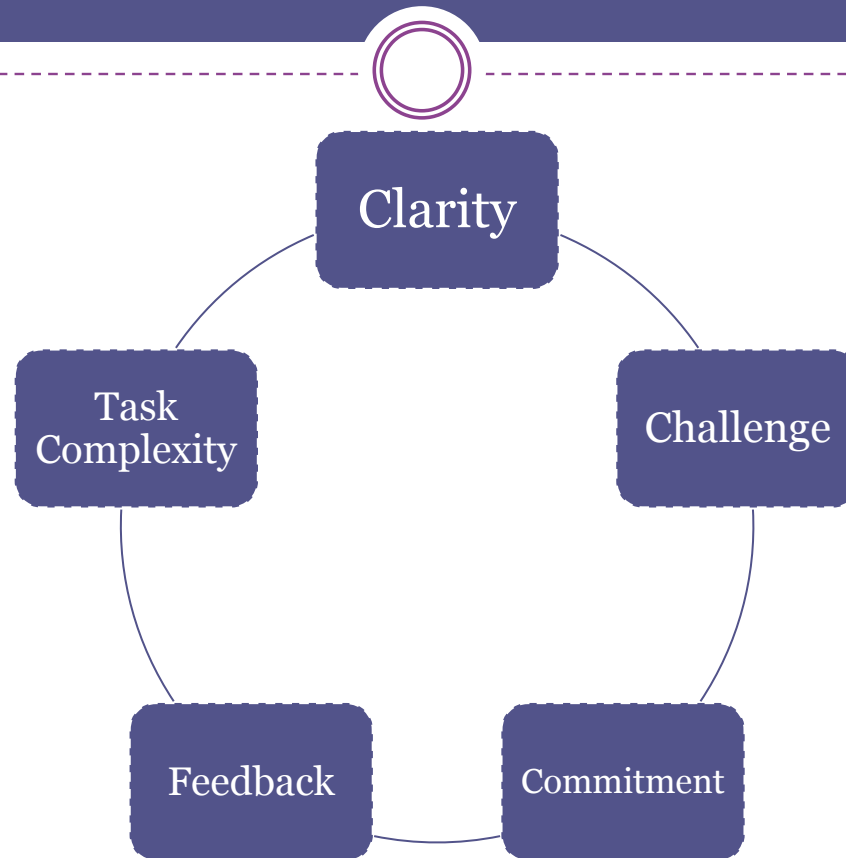 Clarity
Challenge
Commitment
Feedback
Task
Complexity